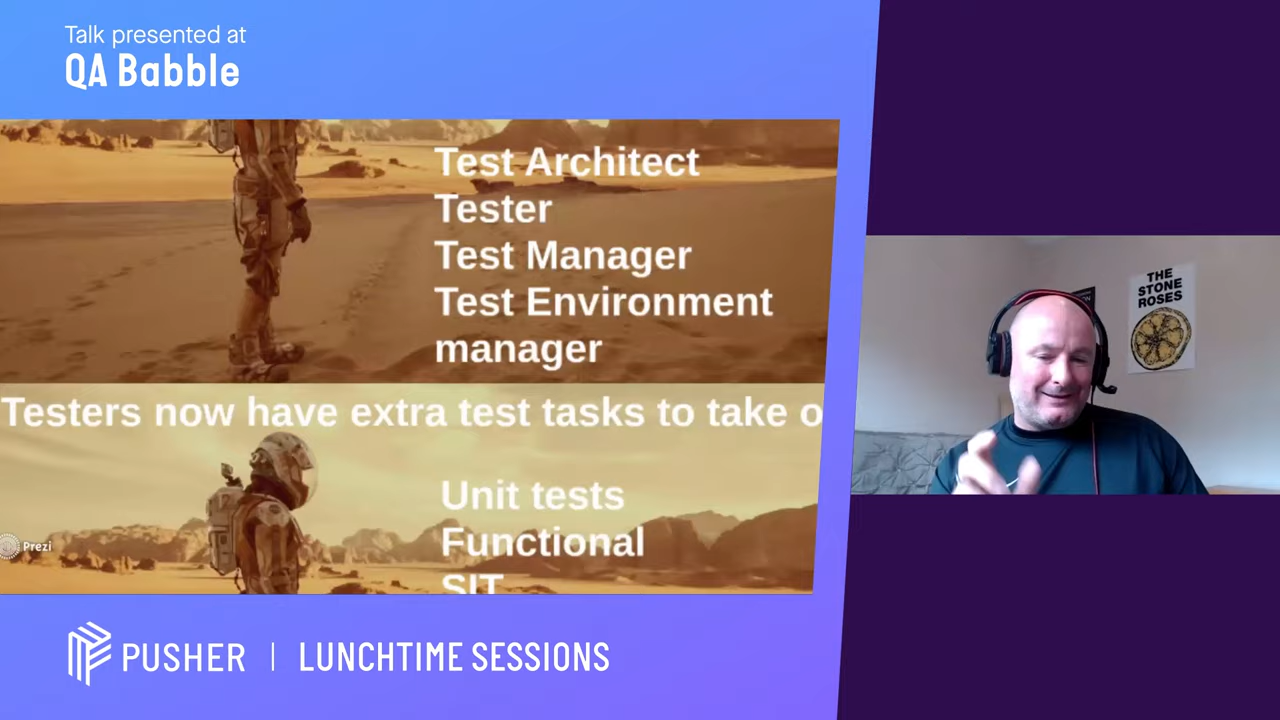 Talk presented at
QA Babble
Test Architect
Tester
Test Manager
Test Environment
manager
Testers now have extra test tasks to take o
Unit tests
Functional
SIT
Prezi
THE
STONE
ROSES
PUSHER | LUNCHTIME SESSIONS